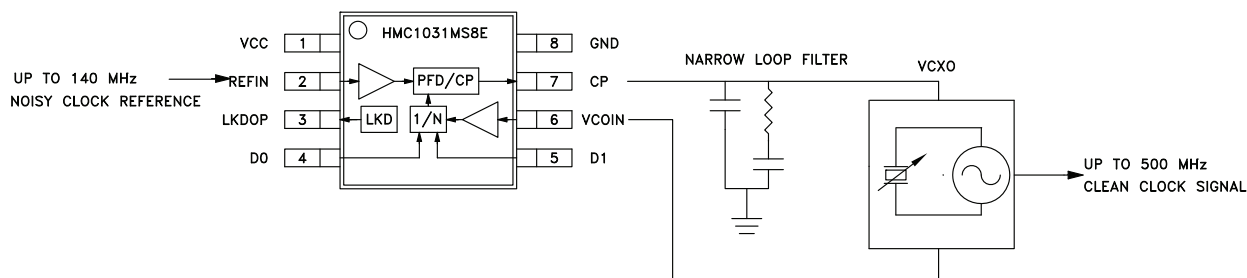 HMC1031MS8E
VCC 1
8 GND
UP TO 140 MHz
NOISY CLOCK REFERENCE
REFIN 2
PFD/CP
7 CP
NARROW LOOP FILTER
VCXO
LKDOP 3
LKD
1/N
6 VCOIN
D0 4
5 D1
UP TO 500 MHz
CLEAN CLOCK SIGNAL